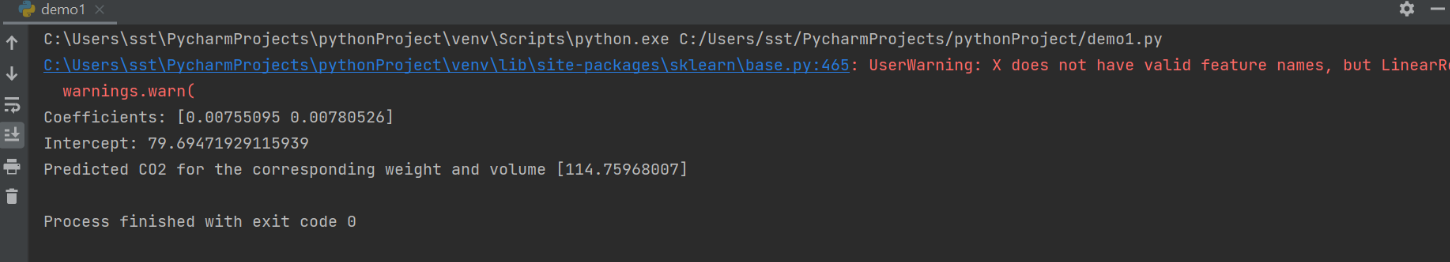 demo1
C:\Users\sst\PycharmProjects\pythonProject\venv\Scripts\python.exe C:/Users/sst/PycharmProjects/pythonProject/demo1.py
C:\Users\sst\PycharmProjects\pythonProject\venv\lib\site-packages\sklearn\base.py:465: UserWarning: X does not have valid feature names, but LinearRe
warnings.warn(
Coefficients: [0.00755095 0.00780526]
Intercept: 79.69471929115939
Predicted CO2 for the corresponding weight and volume [114.75968007]
Process finished with exit code 0